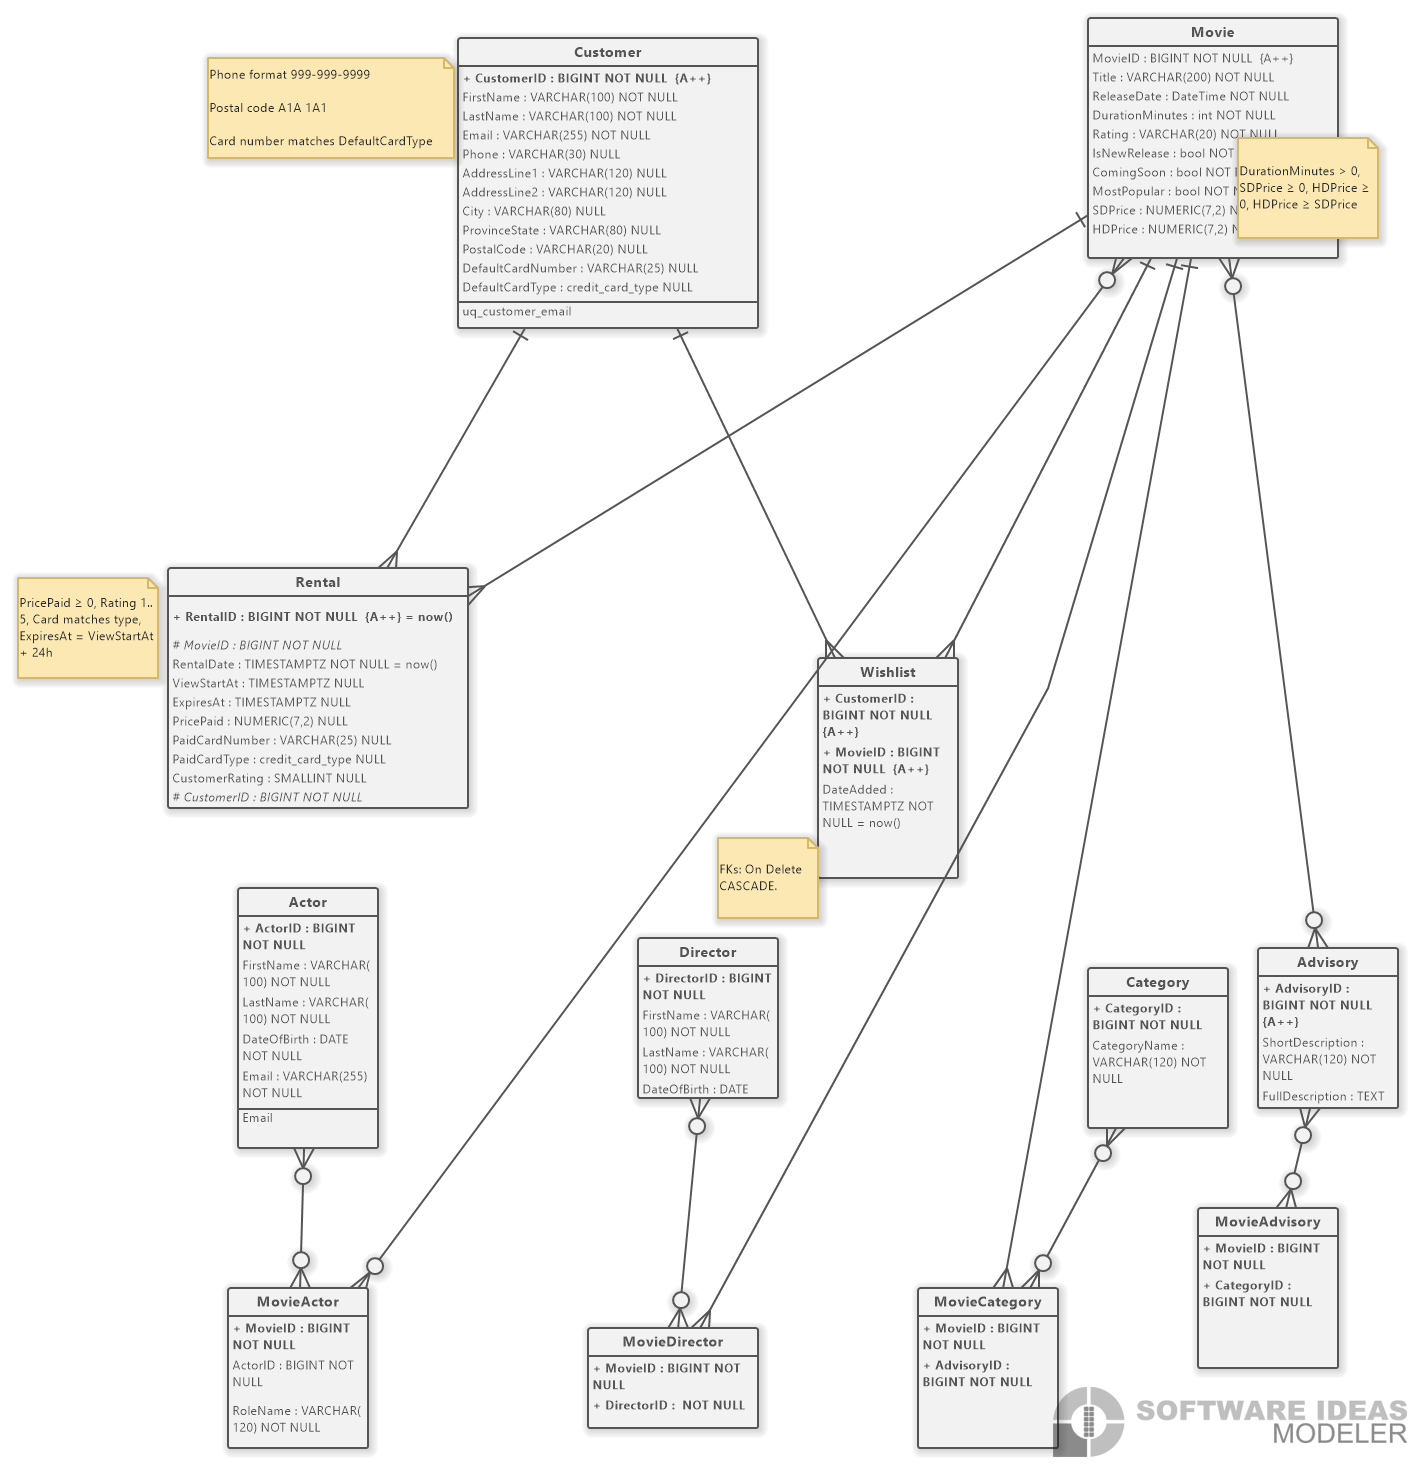 Customer
+ CustomerID : BIGINT NOT NULL {A++}
FirstName : VARCHAR(100) NOT NULL
LastName : VARCHAR(100) NOT NULL
Email : VARCHAR(255) NOT NULL
Phone : VARCHAR(30) NULL
AddressLine1 : VARCHAR(120) NULL
AddressLine2 : VARCHAR(120) NULL
City : VARCHAR(80) NULL
ProvinceState : VARCHAR(80) NULL
PostalCode : VARCHAR(20) NULL
DefaultCardNumber : VARCHAR(25) NULL
DefaultCardType : credit_card_type NULL
uq_customer_email
Phone format 999-999-9999
Postal code A1A 1A1
Card number matches DefaultCardType
Movie
MovieID : BIGINT NOT NULL {A++}
Title : VARCHAR(200) NOT NULL
ReleaseDate : DateTime NOT NULL
DurationMinutes : int NOT NULL
Rating : VARCHAR(20) NOT NULL
IsNewRelease : bool NOT
ComingSoon : bool NOT
MostPopular : bool NOT
SDPrice : NUMERIC(7,2)
HDPrice : NUMERIC(7,2)
DurationMinutes > 0,
SDPrice ≥ 0, HDPrice ≥
0, HDPrice ≥ SDPrice
Rental
+ RentalID : BIGINT NOT NULL {A++} = now()
# MovieID : BIGINT NOT NULL
RentalDate : TIMESTAMPTZ NOT NULL = now()
ViewStartAt : TIMESTAMPTZ NULL
ExpiresAt : TIMESTAMPTZ NULL
PricePaid : NUMERIC(7,2) NULL
PaidCardNumber : VARCHAR(25) NULL
PaidCardType : credit_card_type NULL
CustomerRating : SMALLINT NULL
# CustomerID : BIGINT NOT NULL
PricePaid ≥ 0, Rating 1..
5, Card matches type,
ExpiresAt = ViewStartAt
+ 24h
Wishlist
+ CustomerID :
BIGINT NOT NULL
{A++}
+ MovieID : BIGINT
NOT NULL {A++}
DateAdded :
TIMESTAMPTZ NOT
NULL = now()
FKs: On Delete
CASCADE.
Actor
+ ActorID : BIGINT
NOT NULL
FirstName : VARCHAR(
100) NOT NULL
LastName : VARCHAR(
100) NOT NULL
DateOfBirth : DATE
NOT NULL
Email : VARCHAR(255)
NOT NULL
Email
Director
+ DirectorID : BIGINT
NOT NULL
FirstName : VARCHAR(
100) NOT NULL
LastName : VARCHAR(
100) NOT NULL
DateOfBirth : DATE
Category
+ CategoryID :
BIGINT NOT NULL
CategoryName :
VARCHAR(120) NOT
NULL
Advisory
+ AdvisoryID :
BIGINT NOT NULL
{A++}
ShortDescription :
VARCHAR(120) NOT
NULL
FullDescription : TEXT
MovieAdvisory
+ MovieID : BIGINT
NOT NULL
+ CategoryID :
BIGINT NOT NULL
MovieActor
+ MovieID : BIGINT
NOT NULL
ActorID : BIGINT NOT
NULL
RoleName : VARCHAR(
120) NOT NULL
MovieDirector
+ MovieID : BIGINT NOT
NULL
+ DirectorID : NOT NULL
MovieCategory
+ MovieID : BIGINT
NOT NULL
+ AdvisoryID :
BIGINT NOT NULL
SOFTWARE IDEAS
MODELER